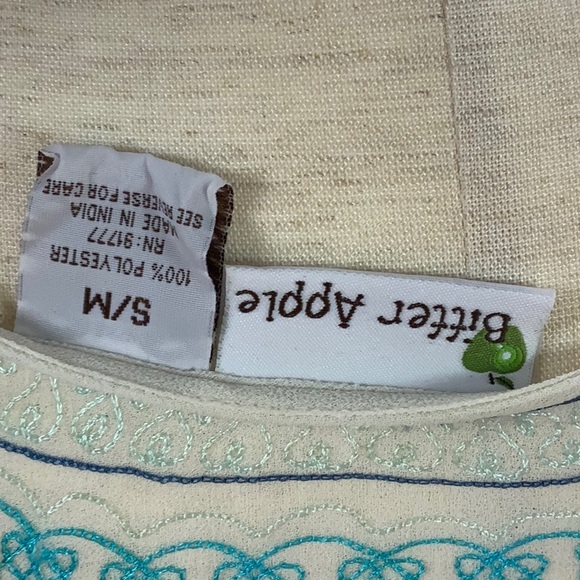 S/M
100% POLYESTER
RN: 91777
MADE IN INDIA
SEE REVERSE FOR CARE
Bitter Apple